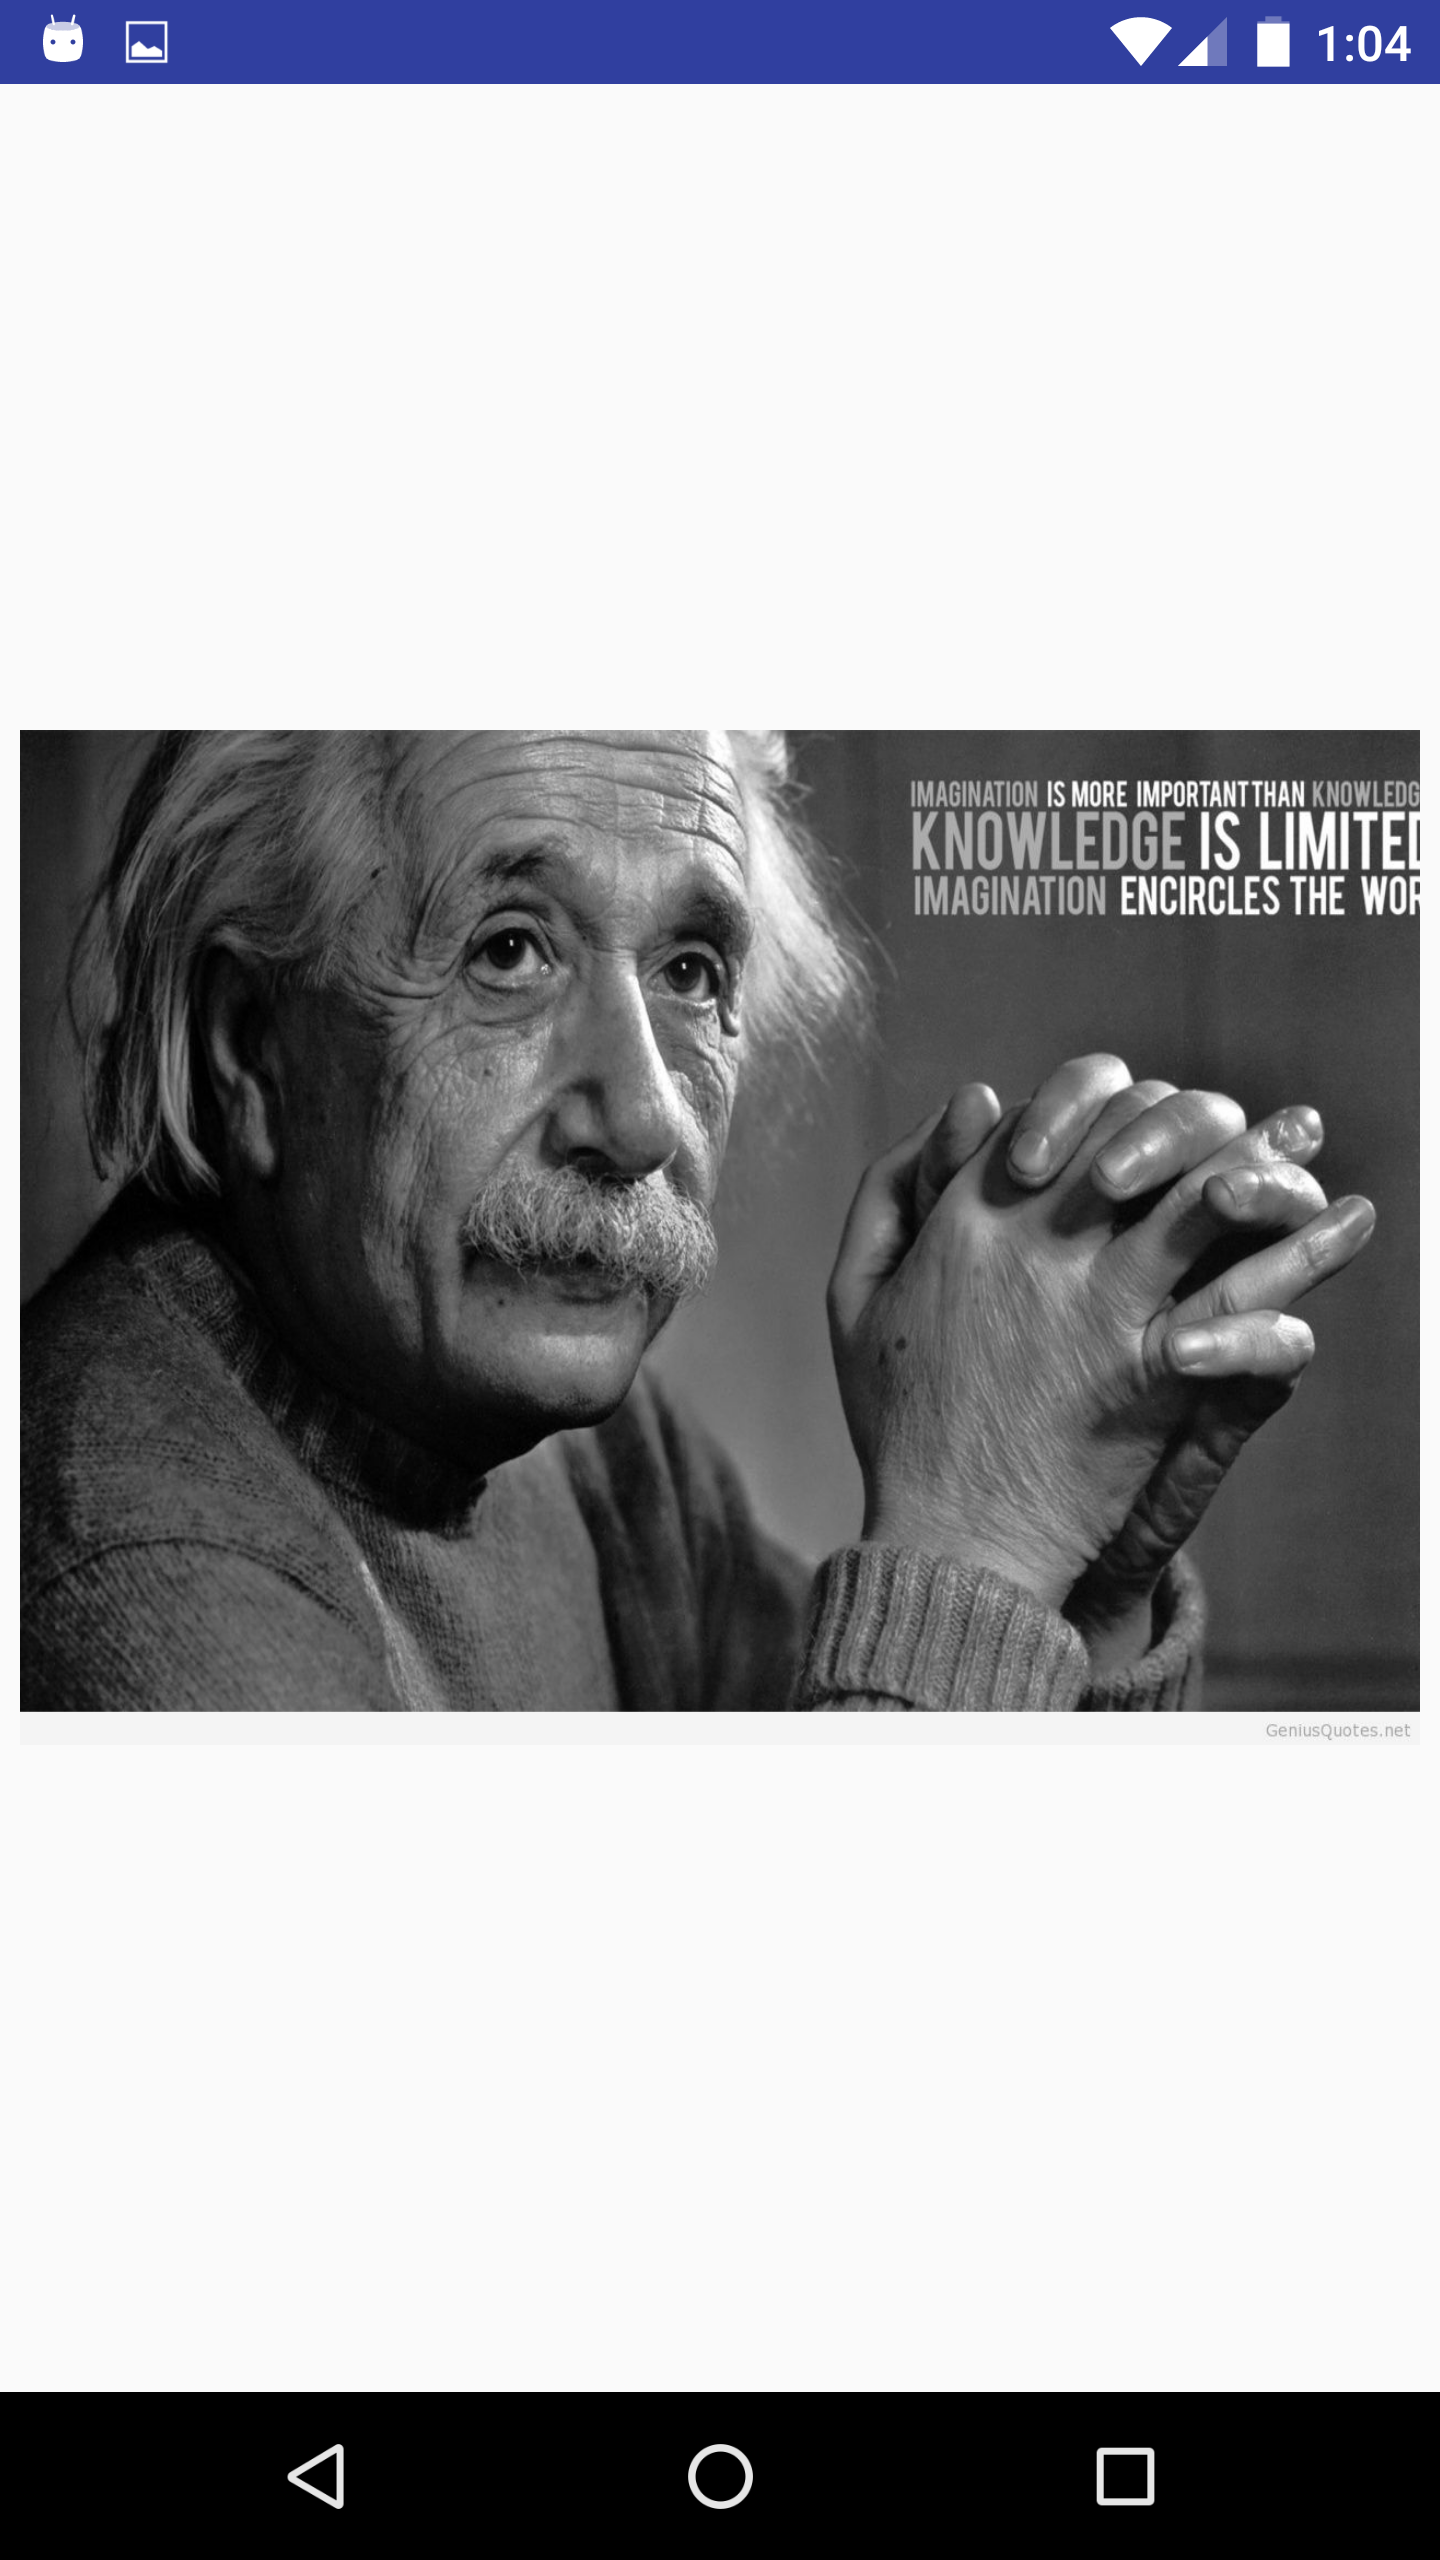 1:04
IMAGINATION IS MORE IMPORTANT THAN KNOWLEDG
KNOWLEDGE IS LIMITED
IMAGINATION ENCIRCLES THE WOR
GeniusQuotes.net